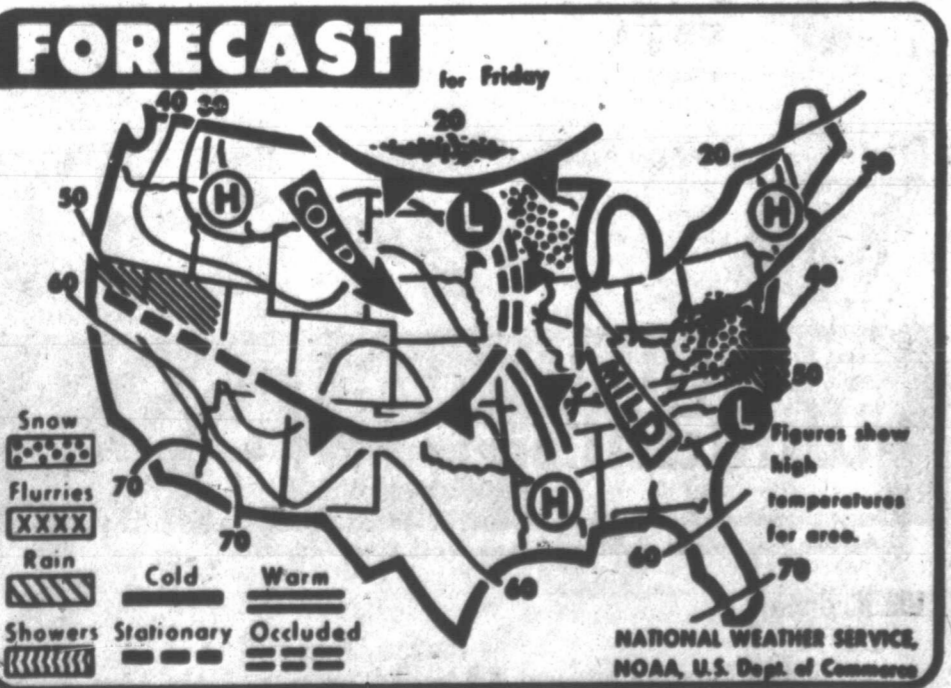 FORECAST
for Friday
40 30
20
20
30
H
H
L
COLD
50
60
40
MILD
50
L
Figures show
high
temperatures
for area.
Snow
Flurries
XXXX
Rain
Showers
70
70
H
60
60
70
Cold
Warm
Stationary
Occluded
NATIONAL WEATHER SERVICE,
NOAA, U.S. Dept. of Commerce